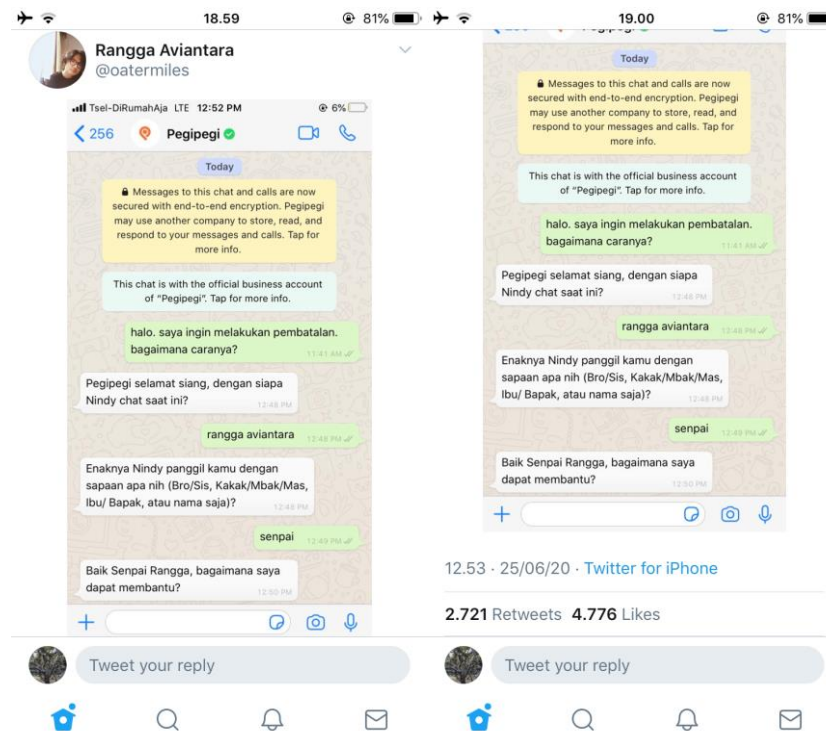 18.59
81%
Rangga Aviantara
@oatermiles
Tsel-DiRumahAja LTE 12:52 PM
6%
256
Pegipegi
Today
Messages to this chat and calls are now
secured with end-to-end encryption. Pegipegi
may use another company to store, read, and
respond to your messages and calls. Tap for
more info.
This chat is with the official business account
of "Pegipegi". Tap for more info.
halo. saya ingin melakukan pembatalan.
bagaimana caranya?
11:41 AM
Pegipegi selamat siang, dengan siapa
Nindy chat saat ini?
12:48 PM
rangga aviantara
12:48 PM
Enaknya Nindy panggil kamu dengan
sapaan apa nih (Bro/Sis, Kakak/Mbak/Mas,
Ibu/ Bapak, atau nama saja)?
12:48 PM
senpai
12:49 PM
Baik Senpai Rangga, bagaimana saya
dapat membantu?
12:50 PM
Tweet your reply
19.00
81%
Today
Messages to this chat and calls are now
secured with end-to-end encryption. Pegipegi
may use another company to store, read, and
respond to your messages and calls. Tap for
more info.
This chat is with the official business account
of "Pegipegi". Tap for more info.
halo. saya ingin melakukan pembatalan.
bagaimana caranya?
11:41 AM
Pegipegi selamat siang, dengan siapa
Nindy chat saat ini?
12:48 PM
rangga aviantara
12:48 PM
Enaknya Nindy panggil kamu dengan
sapaan apa nih (Bro/Sis, Kakak/Mbak/Mas,
Ibu/ Bapak, atau nama saja)?
12:48 PM
senpai
12:49 PM
Baik Senpai Rangga, bagaimana saya
dapat membantu?
12:50 PM
12.53 · 25/06/20 · Twitter for iPhone
2.721 Retweets 4.776 Likes
Tweet your reply